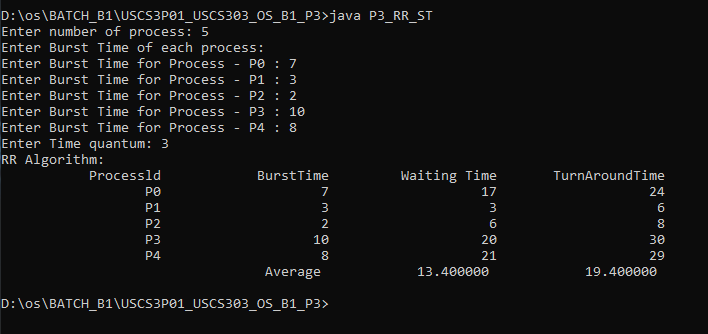 D:\os\BATCH_B1\USCS3P01_USCS303_OS_B1_P3>java P3_RR_ST
Enter number of process: 5
Enter Burst Time of each process:
Enter Burst Time for Process - P0 : 7
Enter Burst Time for Process - P1 : 3
Enter Burst Time for Process - P2 : 2
Enter Burst Time for Process - P3 : 10
Enter Burst Time for Process - P4 : 8
Enter Time quantum: 3
RR Algorithm:
ProcessId BurstTime Waiting Time TurnAroundTime
P0 7 17 24
P1 3 3 6
P2 2 6 8
P3 10 20 30
P4 8 21 29
Average 13.400000 19.400000
D:\os\BATCH_B1\USCS3P01_USCS303_OS_B1_P3>